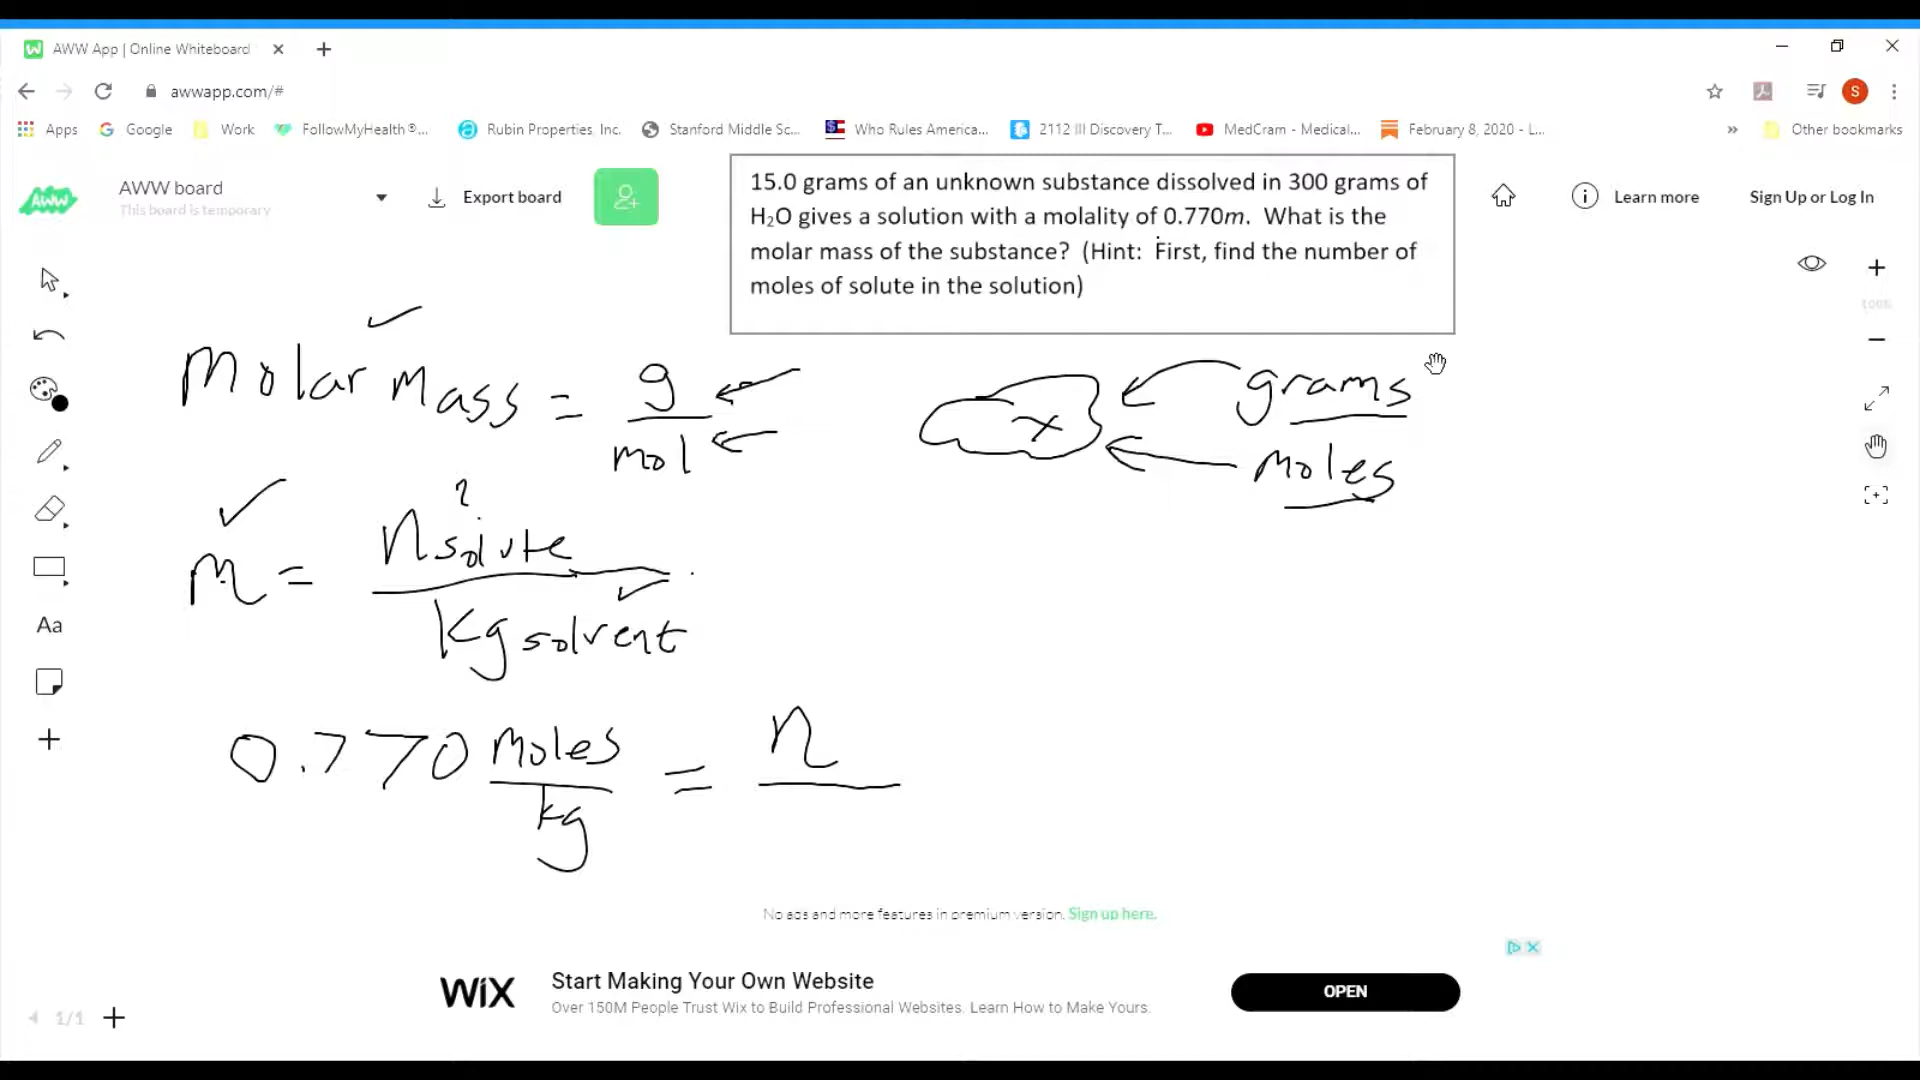 AWW App | Online Whiteboard
awwapp.com/#
Apps Google Work FollowMyHealth®... Rubin Properties, Inc. Stanford Middle Sc... Who Rules America... 2112 III Discovery T... MedCram - Medical... February 8, 2020 - L... » Other bookmarks
AWW
AWW board
This board is temporary
Export board
Learn more
Sign Up or Log In
15.0 grams of an unknown substance dissolved in 300 grams of
H₂O gives a solution with a molality of 0.770m. What is the
molar mass of the substance? (Hint: First, find the number of
moles of solute in the solution)
100%
Molar Mass = g
mol
x
grams
moles
?
m = n solute
kg solvent
0.770 moles = n
kg
Aa
No ads and more features in premium version. Sign up here.
WiX
Start Making Your Own Website
Over 150M People Trust Wix to Build Professional Websites. Learn How to Make Yours.
OPEN
1/1
S